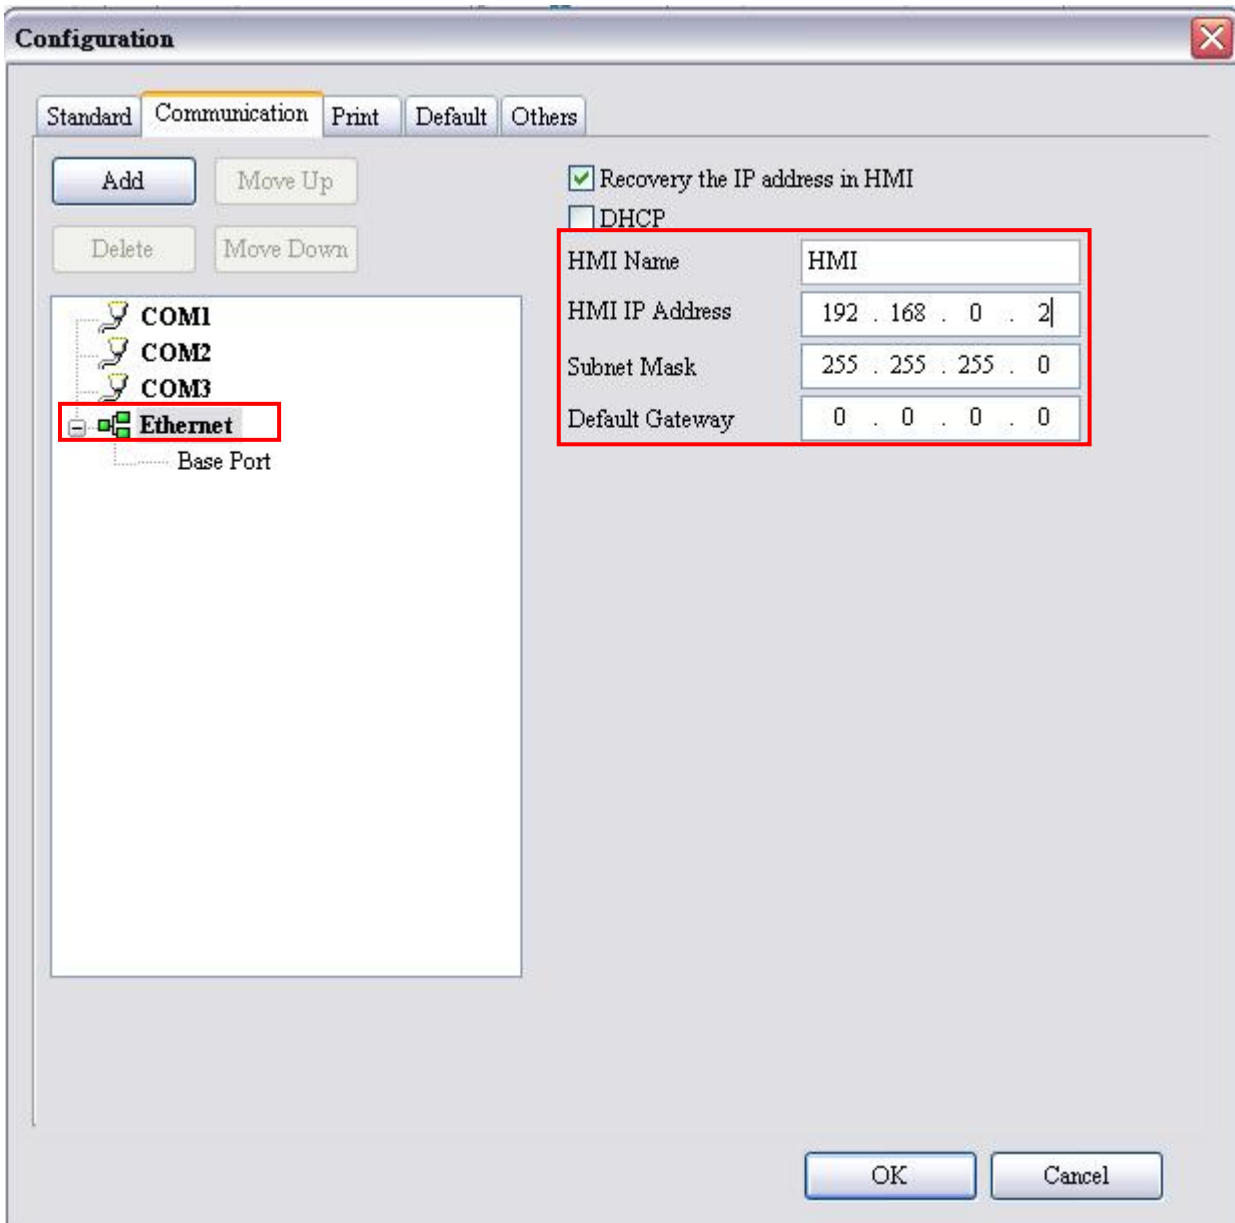 Configuration
Standard Communication Print Default Others
Add Move Up
Delete Move Down
COM1
COM2
COM3
Ethernet
Base Port
Recovery the IP address in HMI
DHCP
HMI Name HMI
HMI IP Address 192 . 168 . 0 . 2
Subnet Mask 255 . 255 . 255 . 0
Default Gateway 0 . 0 . 0 . 0
OK Cancel